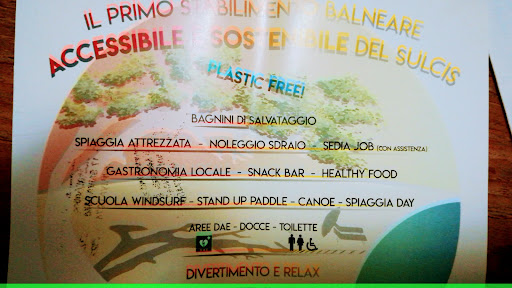 IL PRIMO STABILIMENTO BALNEARE
ACCESSIBILE E SOSTENIBILE DEL SULCIS
PLASTIC FREE!
BAGNINI DI SALVATAGGIO
SPIAGGIA ATTREZZATA - NOLEGGIO SDRAIO - SEDIA JOB (CON ASSISTENZA)
GASTRONOMIA LOCALE - SNACK BAR - HEALTHY FOOD
SCUOLA WINDSURF - STAND UP PADDLE - CANOE - SPIAGGIA DAY
AREE DAE - DOCCE - TOILETTE
DIVERTIMENTO E RELAX